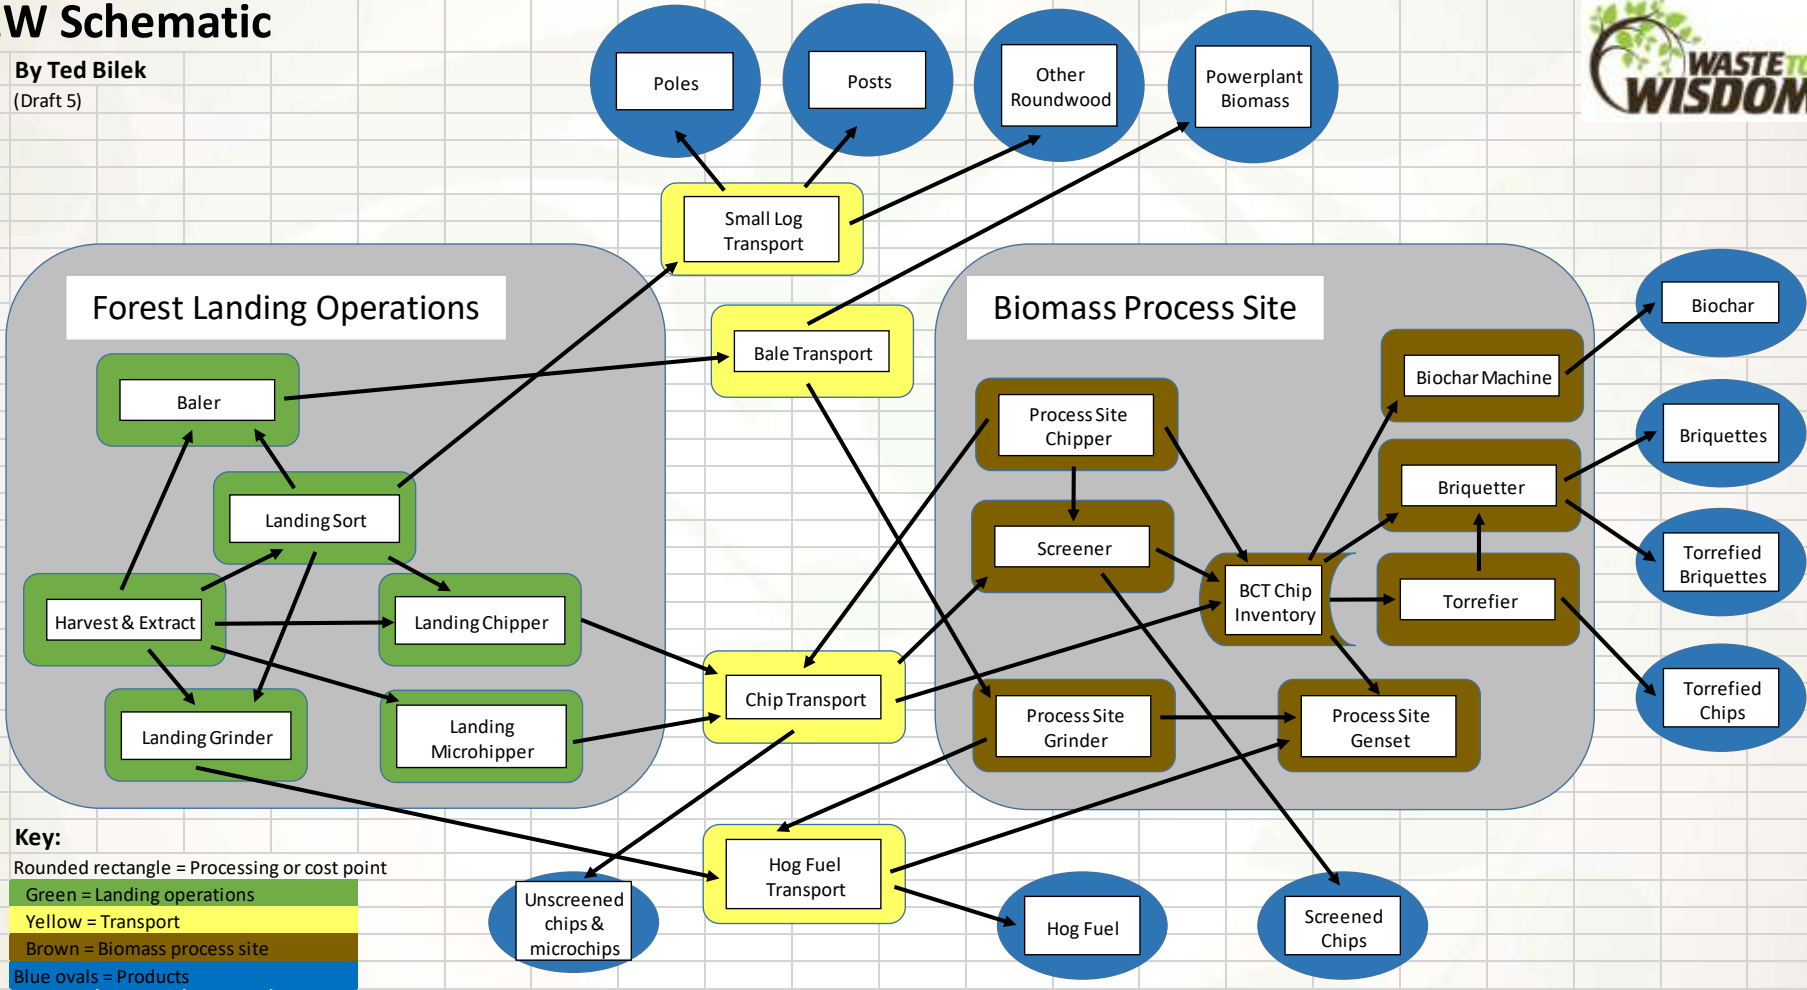 W Schematic
By Ted Bilek
(Draft 5)
WASTE TO
WISDOM
Poles
Posts
Other
Roundwood
Powerplant
Biomass
Small Log
Transport
Forest Landing Operations
Bale Transport
Biomass Process Site
Baler
Landing Sort
Harvest & Extract
Landing Chipper
Landing Grinder
Landing
Microhipper
Chip Transport
Hog Fuel
Transport
Process Site
Chipper
Screener
BCT Chip
Inventory
Process Site
Grinder
Process Site
Genset
Biochar Machine
Briquetter
Torrefier
Biochar
Briquettes
Torrefied
Briquettes
Torrefied
Chips
Unscreened
chips &
microchips
Hog Fuel
Screened
Chips
Key:
Rounded rectangle = Processing or cost point
Green = Landing operations
Yellow = Transport
Brown = Biomass process site
Blue ovals = Products